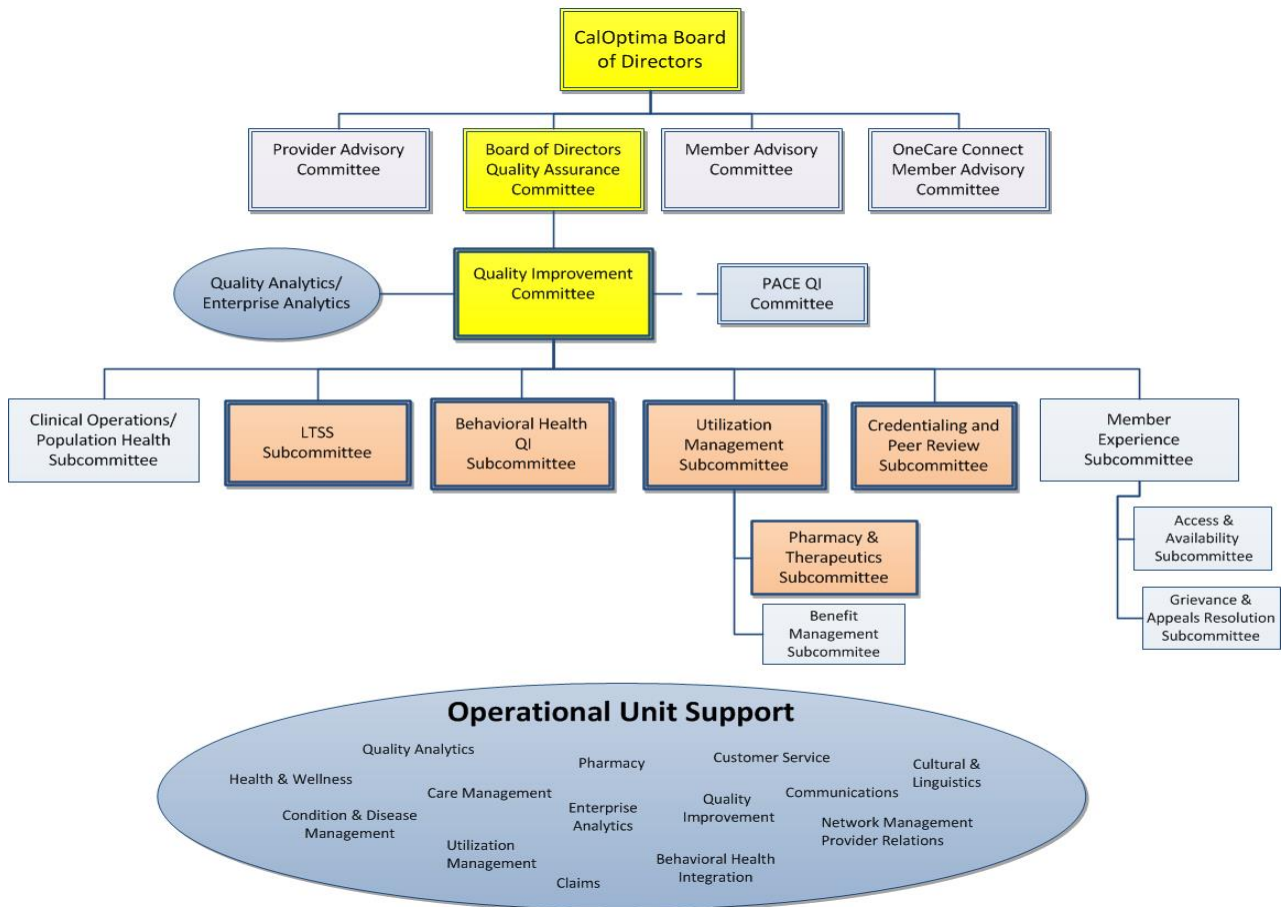 CalOptima Board
of Directors
Provider Advisory
Committee
Board of Directors
Quality Assurance
Committee
Member Advisory
Committee
OneCare Connect
Member Advisory
Committee
Quality Analytics/
Enterprise Analytics
Quality Improvement
Committee
PACE QI
Committee
Clinical Operations/
Population Health
Subcommittee
LTSS
Subcommittee
Behavioral Health
QI
Subcommittee
Utilization
Management
Subcommittee
Credentialing and
Peer Review
Subcommittee
Member
Experience
Subcommittee
Pharmacy &
Therapeutics
Subcommittee
Benefit
Management
Subcommitee
Access &
Availability
Subcommittee
Grievance &
Appeals Resolution
Subcommittee
Operational Unit Support
Quality Analytics
Pharmacy
Customer Service
Cultural &
Linguistics
Health & Wellness
Care Management
Enterprise
Analytics
Quality
Improvement
Communications
Condition & Disease
Management
Network Management
Provider Relations
Utilization
Management
Behavioral Health
Integration
Claims